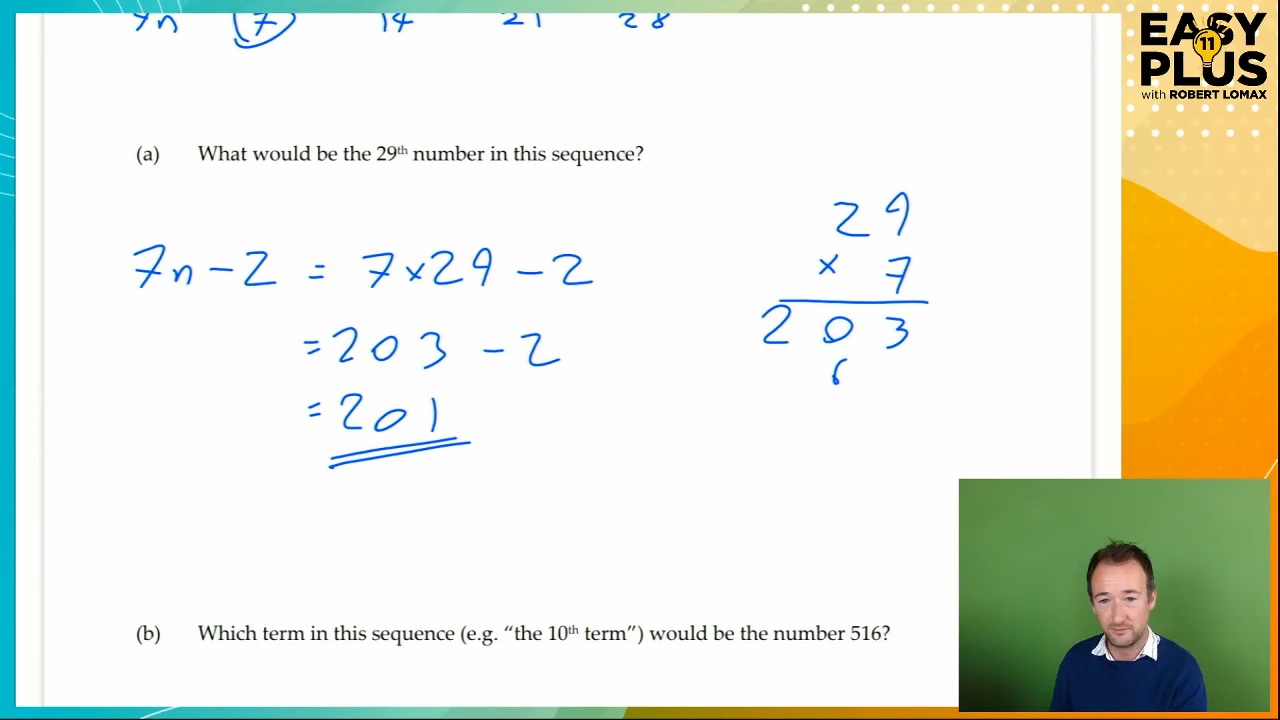 7n 7 14 21 28
EASY
11
PLUS
with ROBERT LOMAX
(a) What would be the 29th number in this sequence?
7n - 2 = 7 × 29 - 2
= 203 - 2
= 201
29
× 7
203
6
(b) Which term in this sequence (e.g. “the 10th term”) would be the number 516?